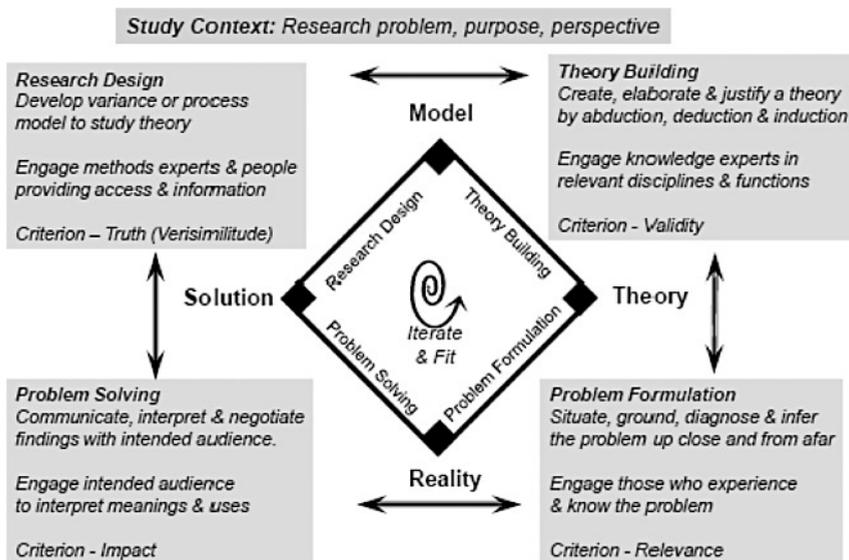 Study Context: Research problem, purpose, perspective
Research Design
Develop variance or process
model to study theory
Engage methods experts & people
providing access & information
Criterion – Truth (Verisimilitude)
Theory Building
Create, elaborate & justify a theory
by abduction, deduction & induction
Engage knowledge experts in
relevant disciplines & functions
Criterion - Validity
Model
Research Design
Theory Building
Solution
Theory
Iterate
& Fit
Problem Solving
Problem Formulation
Reality
Problem Solving
Communicate, interpret & negotiate
findings with intended audience.
Engage intended audience
to interpret meanings & uses
Criterion - Impact
Problem Formulation
Situate, ground, diagnose & infer
the problem up close and from afar
Engage those who experience
& know the problem
Criterion - Relevance